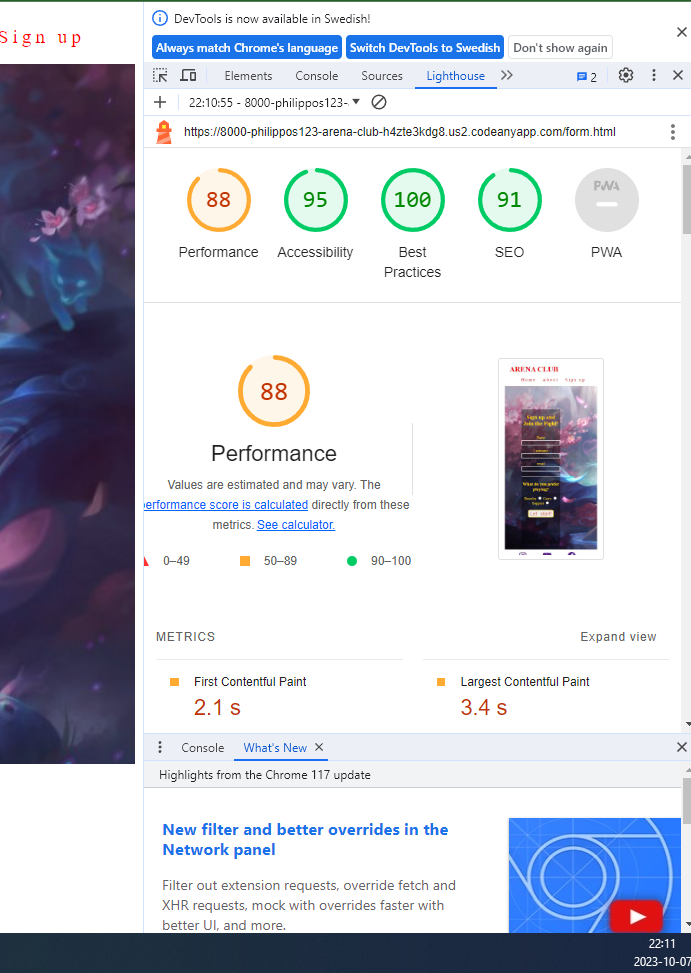 Sign up
DevTools is now available in Swedish!
Always match Chrome's language
Switch DevTools to Swedish
Don't show again
Elements
Console
Sources
Lighthouse
2
22:10:55 - 8000-philippos123-
https://8000-philippos123-arena-club-h4zte3kdg8.us2.codeanyapp.com/form.html
88
95
100
91
PWA
Performance
Accessibility
Best
Practices
SEO
PWA
88
Performance
Values are estimated and may vary. The
performance score is calculated directly from these
metrics. See calculator.
0–49
50–89
90–100
ARENA CLUB
Home about Sign up
Sign up and
Join the Fight!
What do you prefer
playing?
METRICS
Expand view
First Contentful Paint
2.1 s
Largest Contentful Paint
3.4 s
Console
What's New
Highlights from the Chrome 117 update
New filter and better overrides in the
Network panel
Filter out extension requests, override fetch and
XHR requests, mock with overrides faster with
better UI, and more.
22:11
2023-10-07